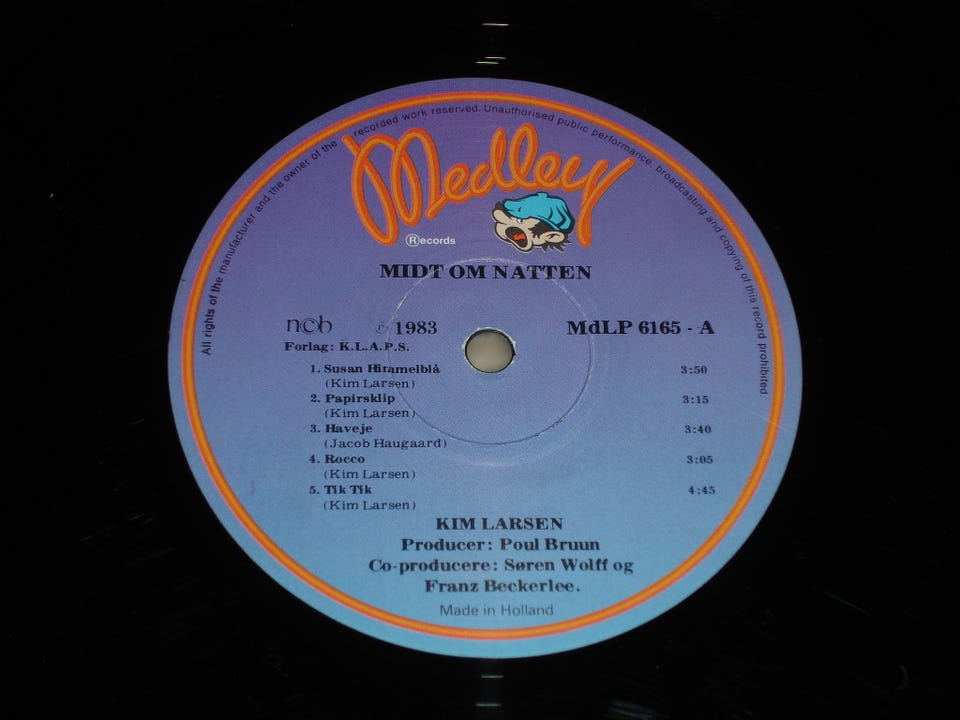 All rights of the manufacturer and the owner of the recorded work reserved. Unauthorised public performance, broadcasting and copying of this record prohibited.
Medley
Ⓡecords
MIDT OM NATTEN
n©b ℗ 1983 MdLP 6165 - A
Forlag: K.L.A.P.S.
1. Susan Himmelblå 3:50
(Kim Larsen)
2. Papirsklip 3:15
(Kim Larsen)
3. Haveje 3:40
(Jacob Haugaard)
4. Rocco 3:05
(Kim Larsen)
5. Tik Tik 4:45
(Kim Larsen)
KIM LARSEN
Producer: Poul Bruun
Co-producere: Søren Wolff og
Franz Beckerlee.
Made in Holland